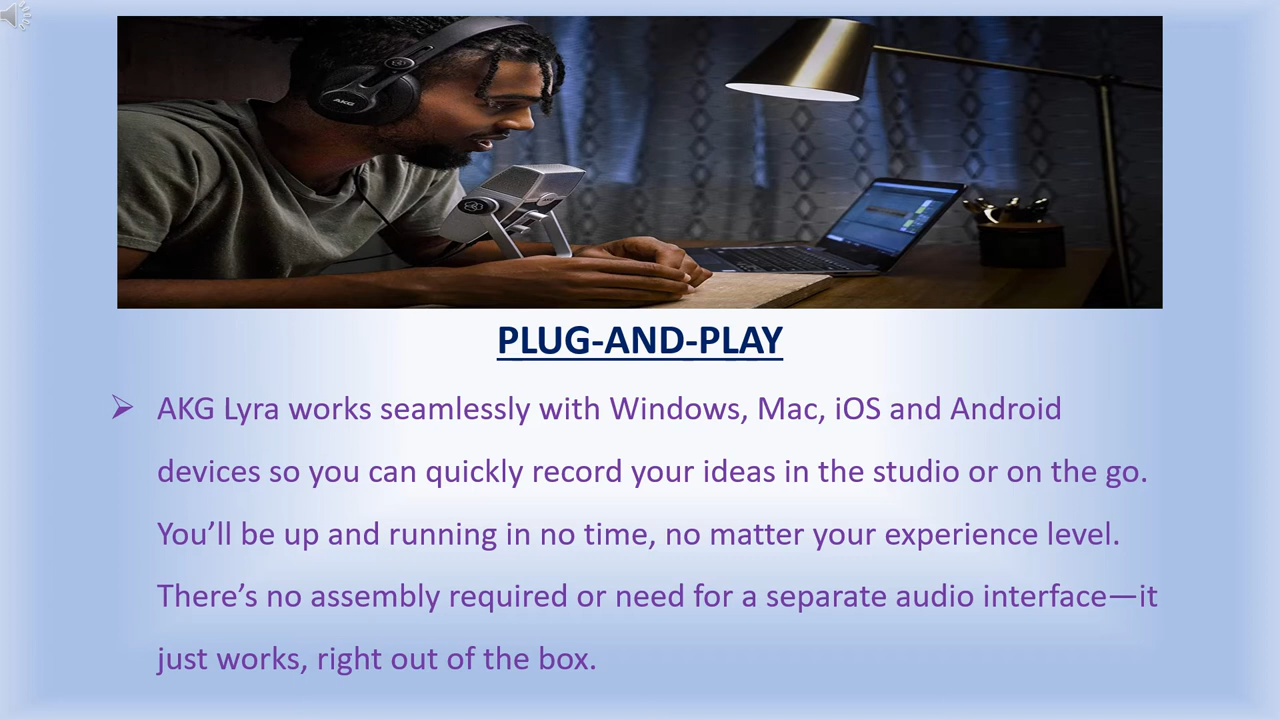 AKG
PLUG-AND-PLAY
➢ AKG Lyra works seamlessly with Windows, Mac, iOS and Android
devices so you can quickly record your ideas in the studio or on the go.
You’ll be up and running in no time, no matter your experience level.
There’s no assembly required or need for a separate audio interface—it
just works, right out of the box.